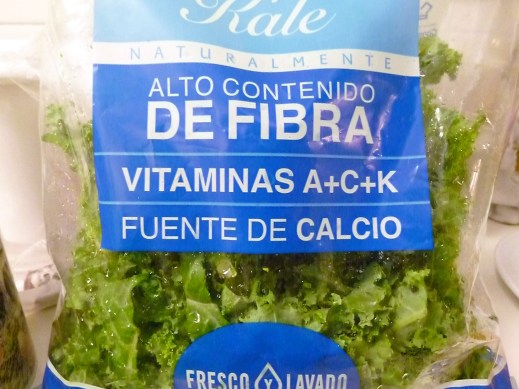 Kale
NATURALMENTE
ALTO CONTENIDO
DE FIBRA
VITAMINAS A+C+K
FUENTE DE CALCIO
FRESCO Y LAVADO